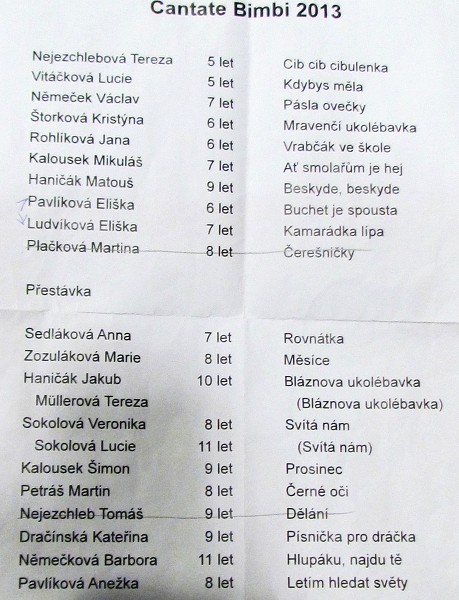 Cantate Bimbi 2013
Nejezchlebová Tereza 5 let Cib cib cibulenka
Vitáčková Lucie 5 let Kdybys měla
Němeček Václav 7 let Pásla ovečky
Štorková Kristýna 6 let Mravenčí ukolébavka
Rohlíková Jana 6 let Vrabčák ve škole
Kalousek Mikuláš 7 let Ať smolařům je hej
Haničák Matouš 9 let Beskyde, beskyde
Pavlíková Eliška 6 let Buchet je spousta
Ludvíková Eliška 7 let Kamarádka lípa
Plačková Martina 8 let Čerešničky
Přestávka
Sedláková Anna 7 let Rovnátka
Zozuláková Marie 8 let Měsíce
Haničák Jakub 10 let Bláznova ukolébavka
Müllerová Tereza (Bláznova ukolébavka)
Sokolová Veronika 8 let Svítá nám
Sokolová Lucie 11 let (Svítá nám)
Kalousek Šimon 9 let Prosinec
Petráš Martin 8 let Černé oči
Nejezchleb Tomáš 9 let Dělání
Dračínská Kateřina 9 let Písnička pro dráčka
Němečková Barbora 11 let Hlupáku, najdu tě
Pavlíková Anežka 8 let Letím hledat světy